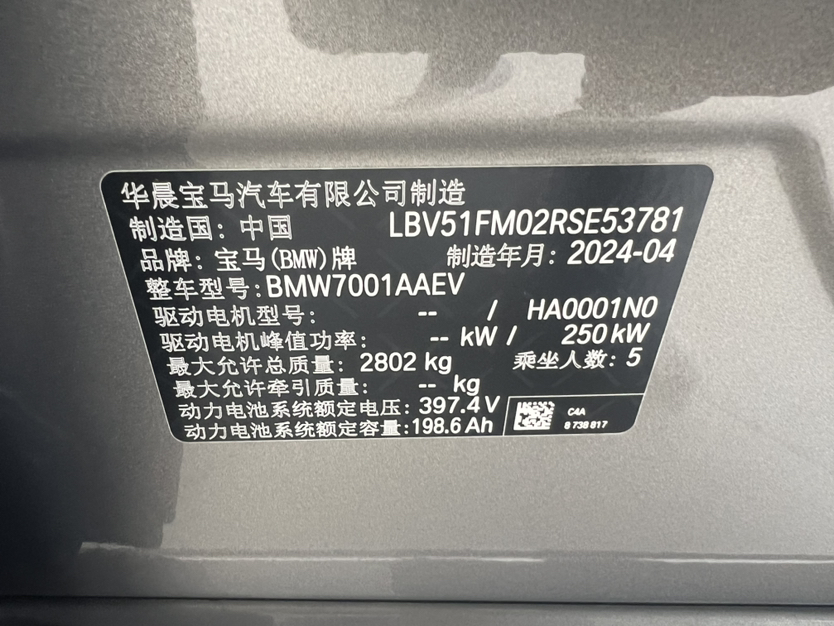 华晨宝马汽车有限公司制造
制造国: 中国 LBV51FM02RSE53781
品牌: 宝马(BMW)牌 制造年月: 2024-04
整车型号:BMW7001AAEV
驱动电机型号: -- / HA0001N0
驱动电机峰值功率: -- kW / 250 kW
最大允许总质量: 2802 kg 乘坐人数: 5
最大允许牵引质量: -- kg
动力电池系统额定电压: 397.4 V
动力电池系统额定容量:198.6 Ah
C4A
8 738 817